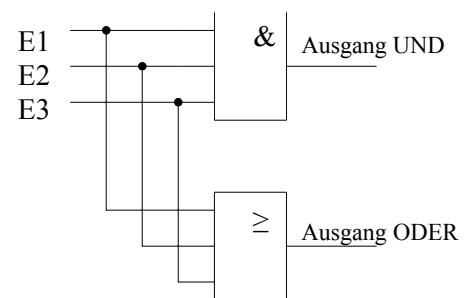 E1
E2
E3
&
Ausgang UND
≥
Ausgang ODER